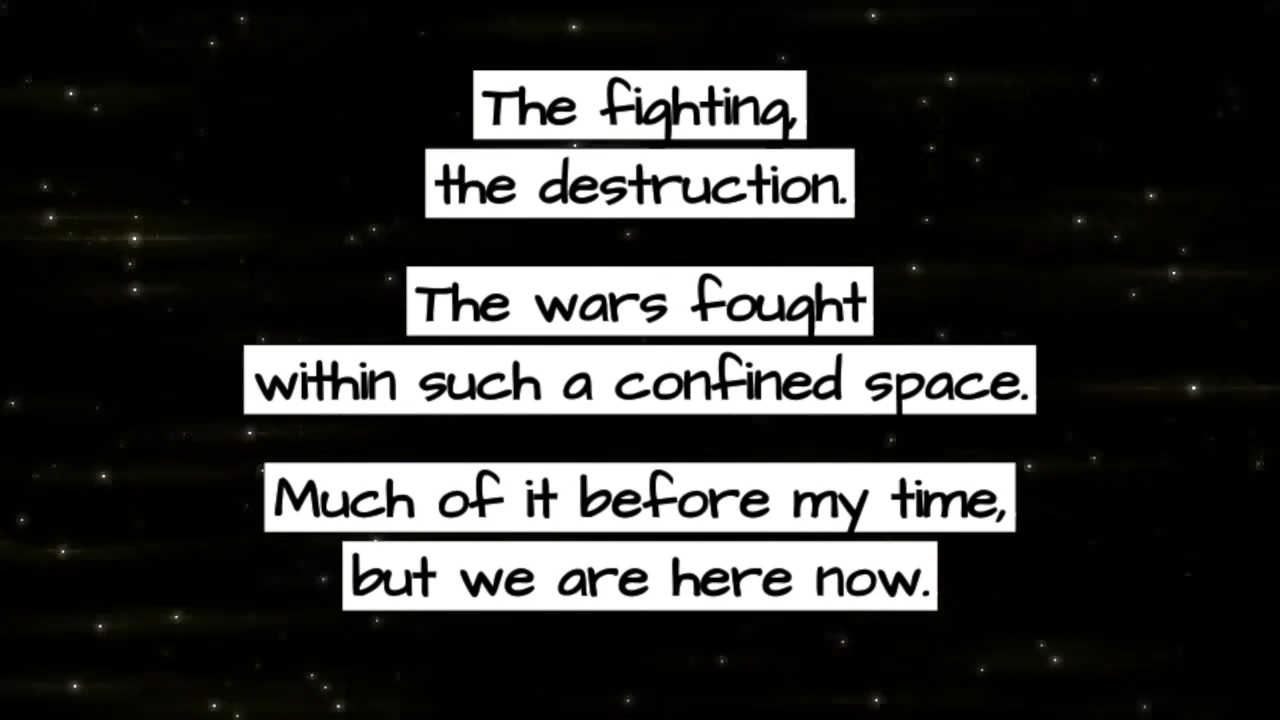 The fighting,
the destruction.
The wars fought
within such a confined space.
Much of it before my time,
but we are here now.